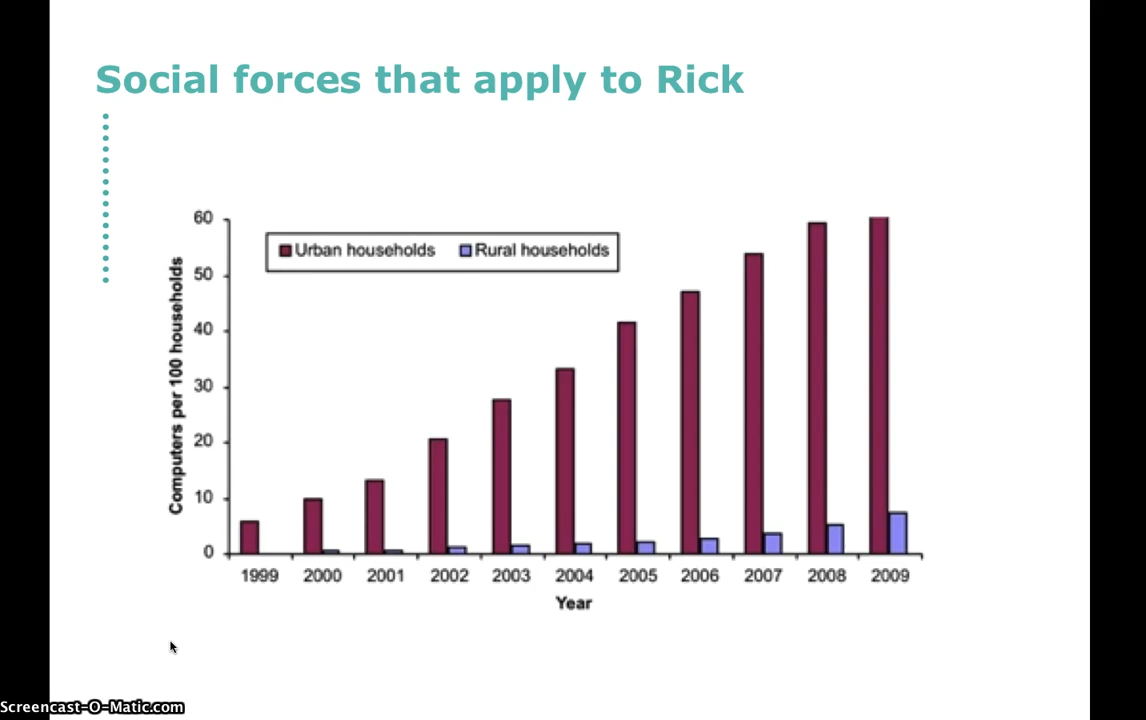 Social forces that apply to Rick
Urban households
Rural households
Computers per 100 households
60
50
40
30
20
10
0
1999 2000 2001 2002 2003 2004 2005 2006 2007 2008 2009
Year
Screencast-O-Matic.com